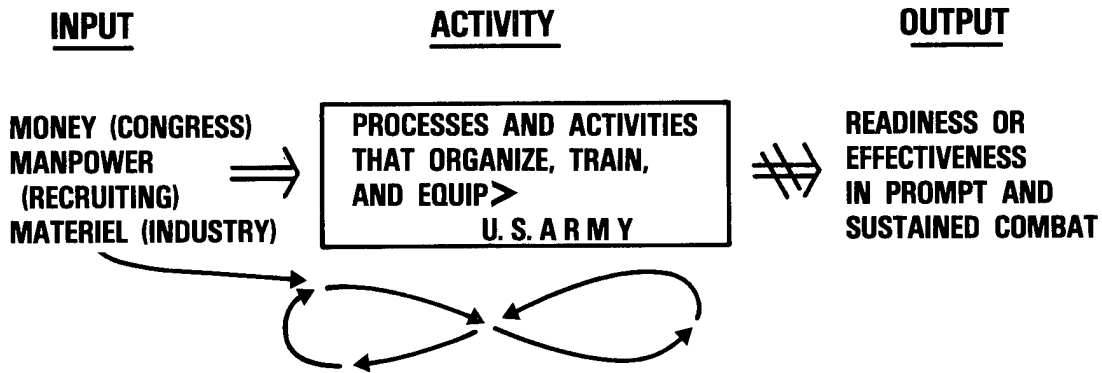 INPUT
ACTIVITY
OUTPUT
MONEY (CONGRESS)
MANPOWER
(RECRUITING)
MATERIEL (INDUSTRY)
PROCESSES AND ACTIVITIES
THAT ORGANIZE, TRAIN,
AND EQUIP>
U. S. A R M Y
READINESS OR
EFFECTIVENESS
IN PROMPT AND
SUSTAINED COMBAT